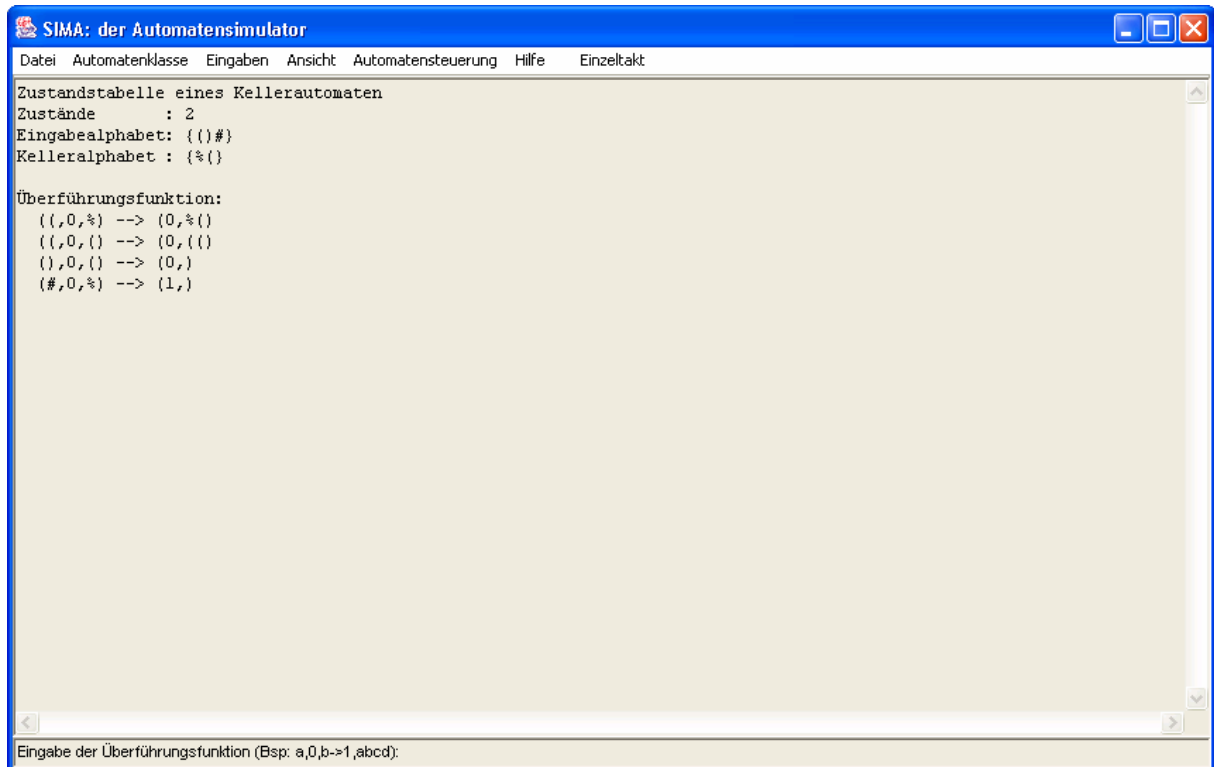 SIMA: der Automatensimulator
Datei Automatenklasse Eingaben Ansicht Automatensteuerung Hilfe Einzeltakt
Zustandstabelle eines Kellerautomaten
Zustände : 2
Eingabealphabet: {()#}
Kelleralphabet : {%(}
Überführungsfunktion:
((,0,%) --> (0,%()
((,0,() --> (0,(()
(),0,() --> (0,)
(#,0,%) --> (1,)
Eingabe der Überführungsfunktion (Bsp: a,0,b->1,abcd):